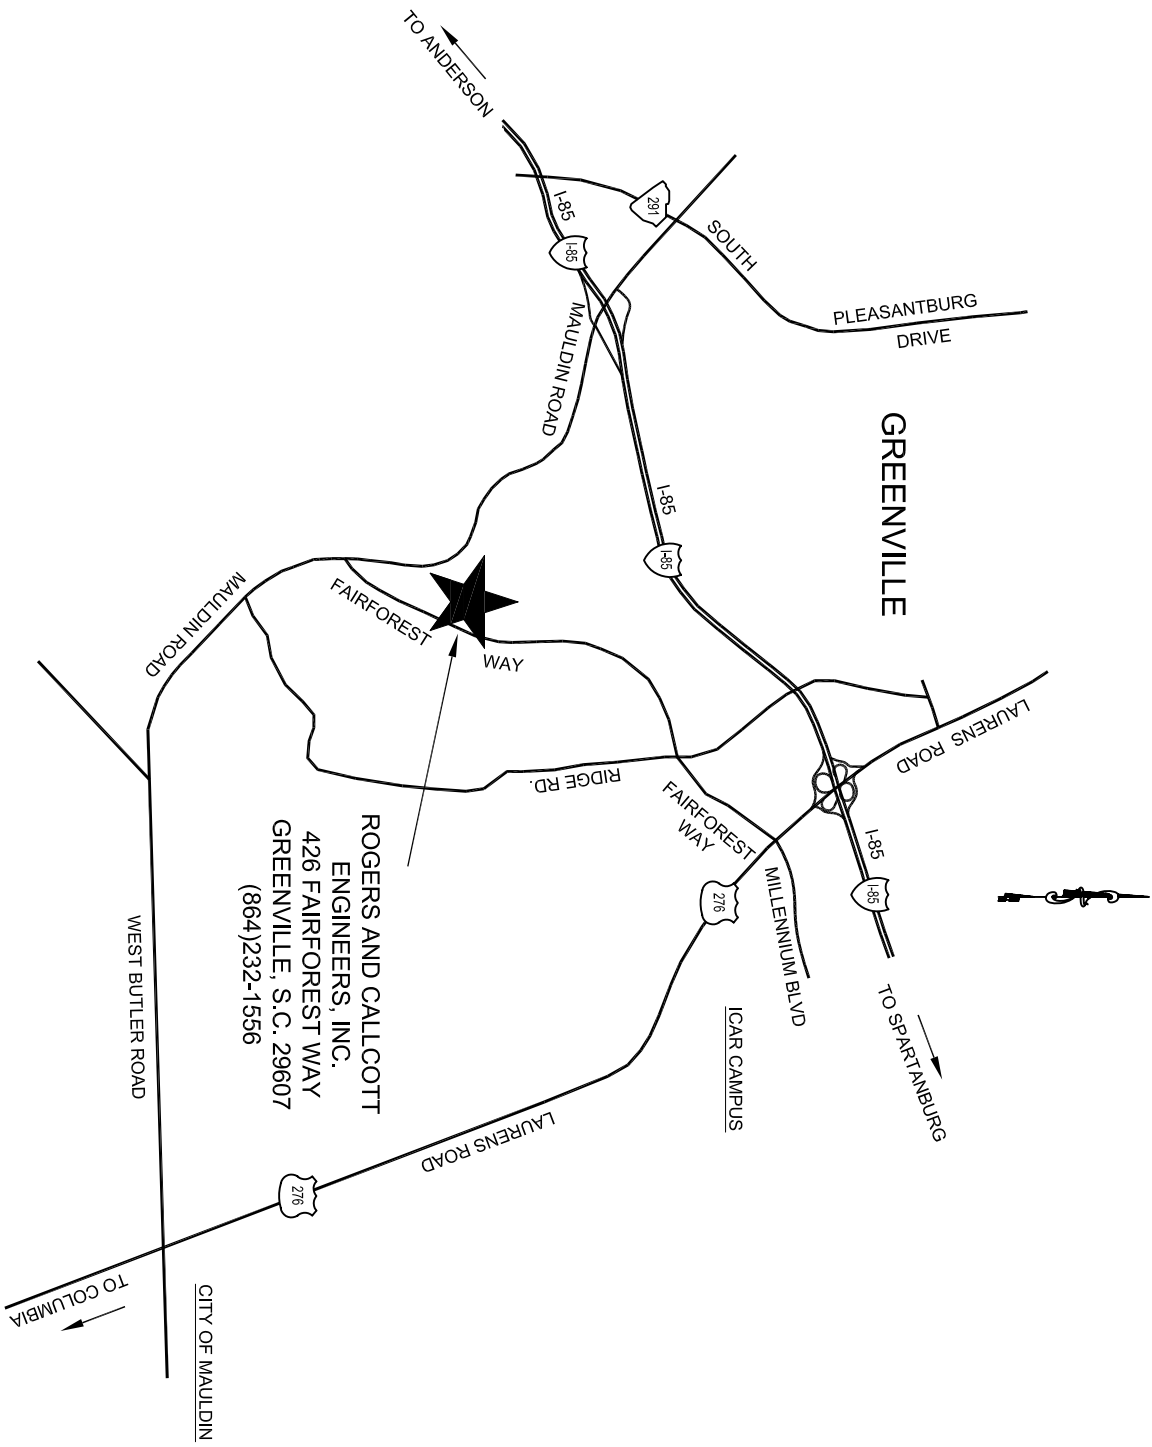 GREENVILLE
TO ANDERSON
I-85
I-85
291
SOUTH
PLEASANTBURG
DRIVE
MAULDIN ROAD
I-85
I-85
LAURENS ROAD
I-85
I-85
TO SPARTANBURG
FAIRFOREST
WAY
MAULDIN ROAD
RIDGE RD.
FAIRFOREST
WAY
MILLENNIUM BLVD
276
ICAR CAMPUS
ROGERS AND CALLCOTT
ENGINEERS, INC.
426 FAIRFOREST WAY
GREENVILLE, S.C. 29607
(864)232-1556
WEST BUTLER ROAD
LAURENS ROAD
276
TO COLUMBIA
CITY OF MAULDIN